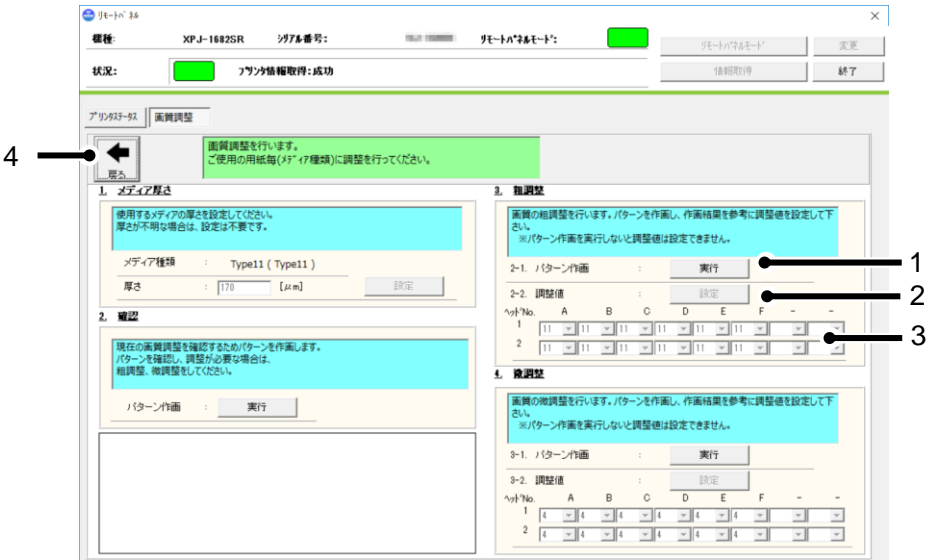 ﾘﾓｰﾄﾊﾟﾈﾙ
機種: XPJ-1682SR ｼﾘｱﾙ番号: ﾘﾓｰﾄﾊﾟﾈﾙﾓｰﾄﾞ:
ﾘﾓｰﾄﾊﾟﾈﾙﾓｰﾄﾞ 変更
状況: ﾌﾟﾘﾝﾀ情報取得:成功 情報取得 終了
ﾌﾟﾘﾝﾀｽﾃｰﾀｽ 画質調整
4
戻る
画質調整を行います。
ご使用の用紙毎(ﾒﾃﾞｨｱ種類)に調整を行ってください。
1. メディア厚さ
使用するメディアの厚さを設定してください。
厚さが不明な場合は、設定は不要です。
メディア種類 : Type11 ( Type11 )
厚さ : 170 [μm] 設定
2. 確認
現在の画質調整を確認するためパターンを作画します。
パターンを確認し、調整が必要な場合は、
粗調整、微調整をしてください。
パターン作画 : 実行
3. 粗調整
画質の粗調整を行います。パターンを作画し、作画結果を参考に調整値を設定して下
さい。
※パターン作画を実行しないと調整値は設定できません。
2-1. パターン作画 : 実行 1
2-2. 調整値 : 設定 2
ﾍｯﾄﾞNo. A B C D E F - -
1 11 11 11 11 11 11
3
2 11 11 11 11 11 11
4. 微調整
画質の微調整を行います。パターンを作画し、作画結果を参考に調整値を設定して下
さい。
※パターン作画を実行しないと調整値は設定できません。
3-1. パターン作画 : 実行
3-2. 調整値 : 設定
ﾍｯﾄﾞNo. A B C D E F - -
1 4 4 4 4 4 4
2 4 4 4 4 4 4